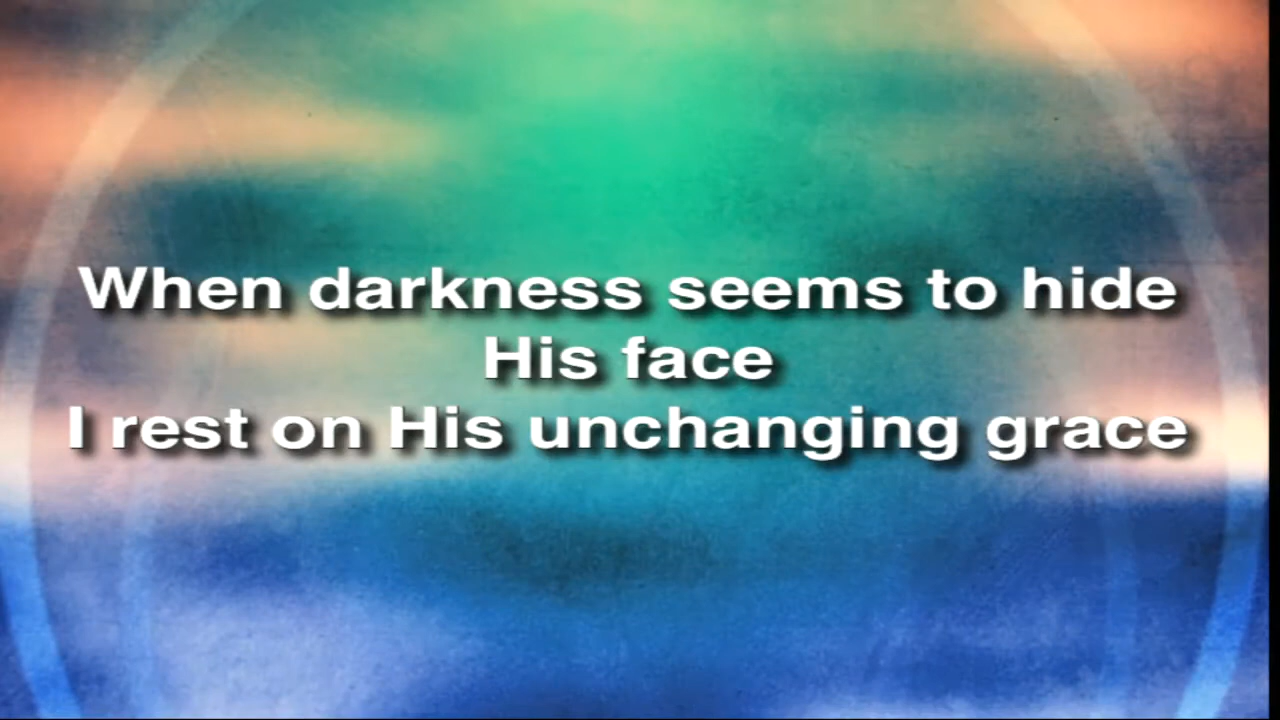 When darkness seems to hide
His face
I rest on His unchanging grace